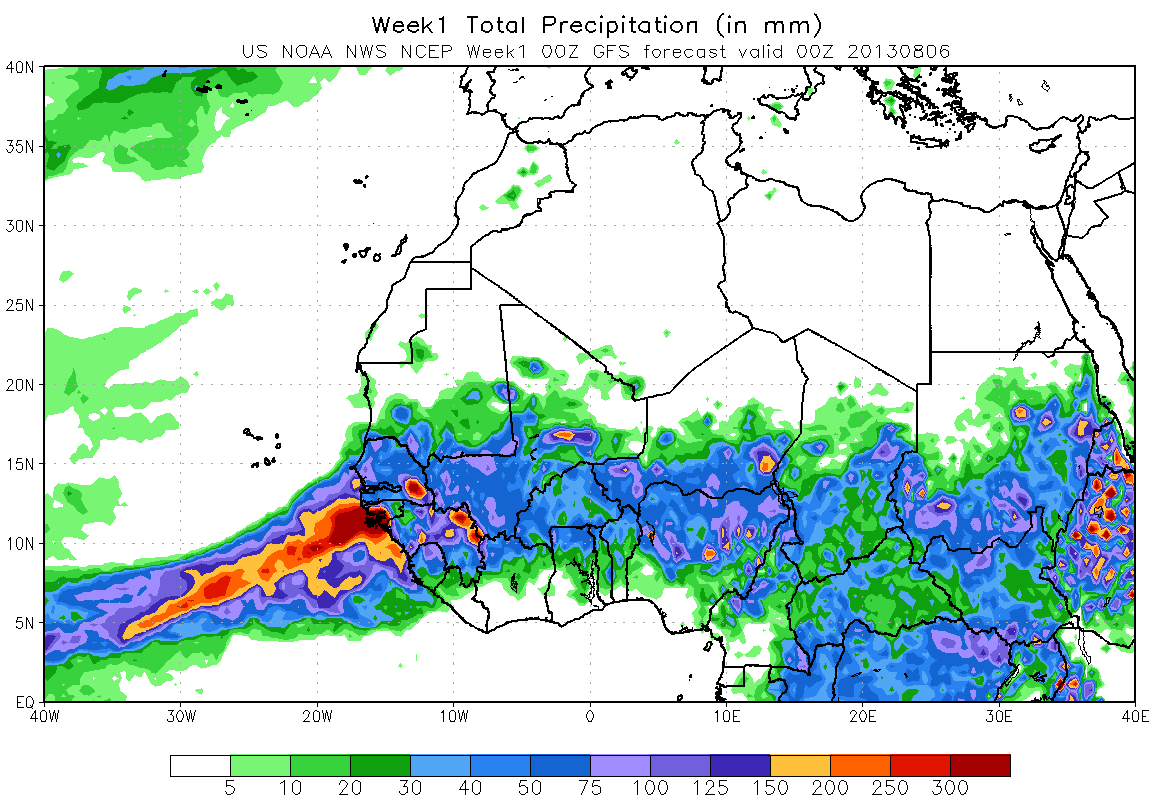 Week1 Total Precipitation (in mm)
US NOAA NWS NCEP Week1 00Z GFS forecast valid 00Z 20130806
40N
35N
30N
25N
20N
15N
10N
5N
EQ
40W 30W 20W 10W 0 10E 20E 30E 40E
5 10 20 30 40 50 75 100 125 150 200 250 300